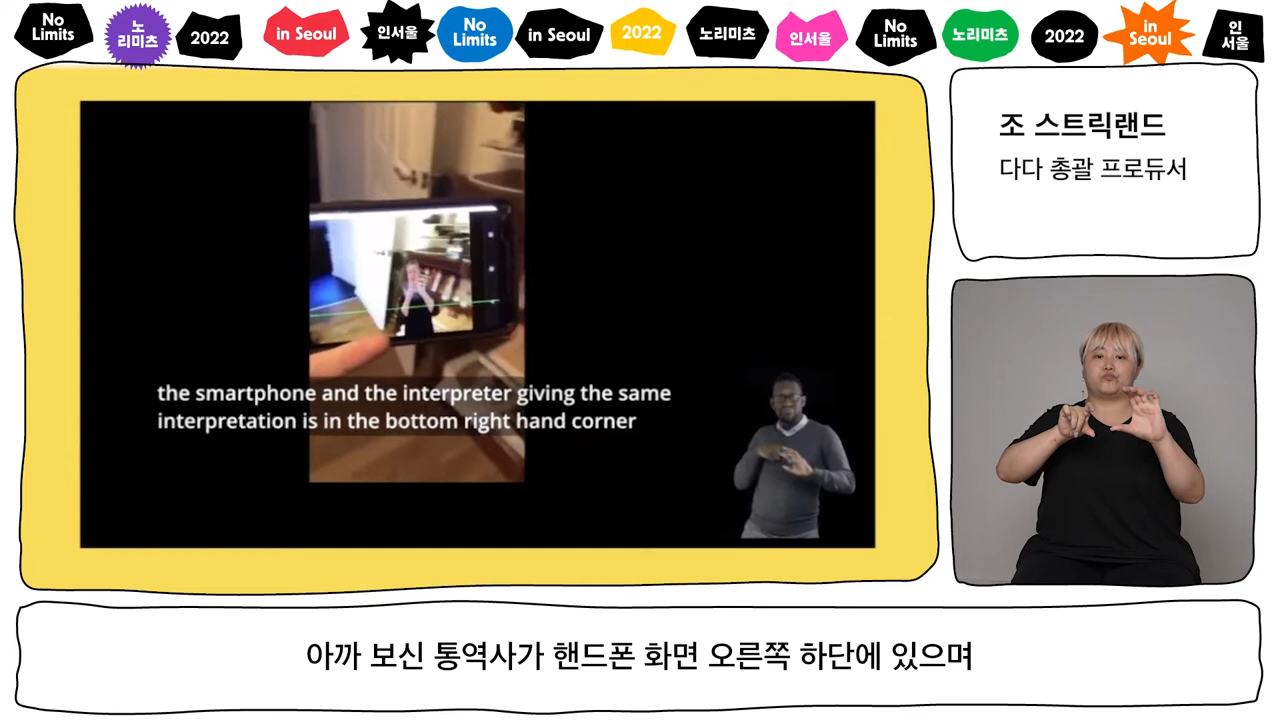 No
Limits
노
리미츠
2022
in Seoul
인서울
No
Limits
in Seoul
2022
노리미츠
인서울
No
Limits
노리미츠
2022
in
Seoul
인
서울
조 스트릭랜드
다다 총괄 프로듀서
the smartphone and the interpreter giving the same
interpretation is in the bottom right hand corner
아까 보신 통역사가 핸드폰 화면 오른쪽 하단에 있으며